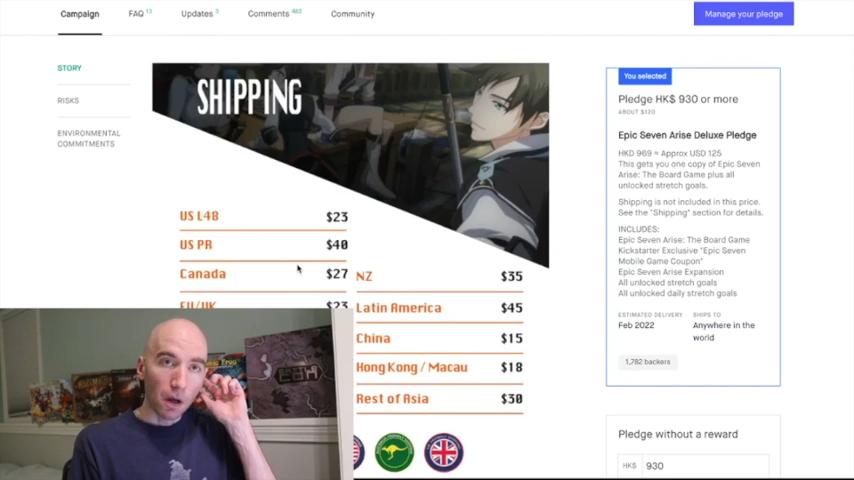 Campaign
FAQ 13
Updates 3
Comments 463
Community
Manage your pledge
STORY
RISKS
ENVIRONMENTAL
COMMITMENTS
SHIPPING
US L48 $23
US PR $40
Canada $27
EU/UK $23
NZ $35
Latin America $45
China $15
Hong Kong / Macau $18
Rest of Asia $30
You selected
Pledge HK$ 930 or more
ABOUT $120
Epic Seven Arise Deluxe Pledge
HKD 969 = Approx USD 125
This gets you one copy of Epic Seven
Arise: The Board Game plus all
unlocked stretch goals.
Shipping is not included in this price.
See the "Shipping" section for details.
INCLUDES:
Epic Seven Arise: The Board Game
Kickstarter Exclusive "Epic Seven
Mobile Game Coupon"
Epic Seven Arise Expansion
All unlocked stretch goals
All unlocked daily stretch goals
ESTIMATED DELIVERY
Feb 2022
SHIPS TO
Anywhere in the
world
1,782 backers
Pledge without a reward
HK$ 930